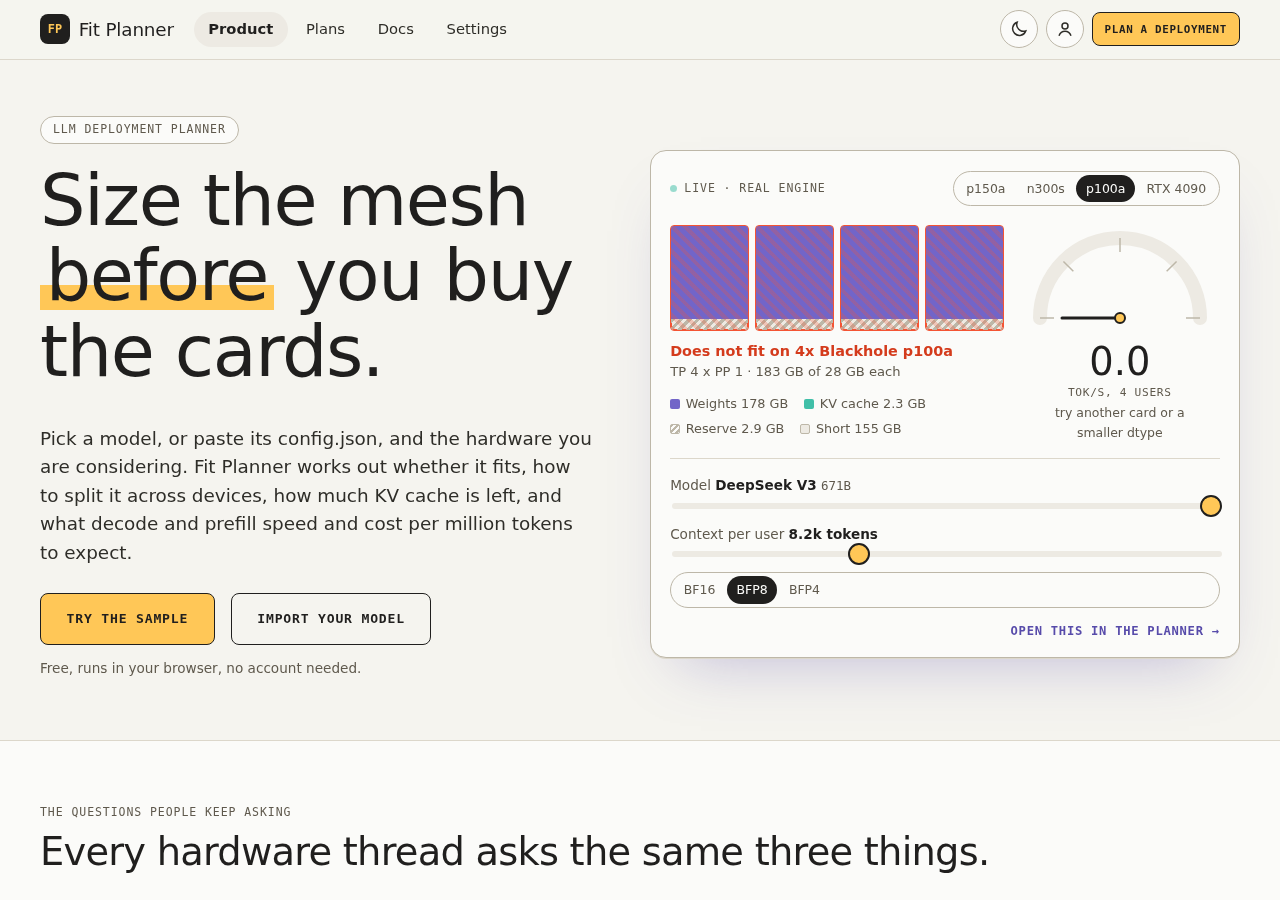 FP Fit Planner Product Plans Docs Settings PLAN A DEPLOYMENT
LLM DEPLOYMENT PLANNER
Size the mesh
before you buy
the cards.
Pick a model, or paste its config.json, and the hardware you
are considering. Fit Planner works out whether it fits, how
to split it across devices, how much KV cache is left, and
what decode and prefill speed and cost per million tokens
to expect.
TRY THE SAMPLE IMPORT YOUR MODEL
Free, runs in your browser, no account needed.
LIVE · REAL ENGINE p150a n300s p100a RTX 4090
Does not fit on 4x Blackhole p100a
TP 4 x PP 1 · 183 GB of 28 GB each
Weights 178 GB KV cache 2.3 GB
Reserve 2.9 GB Short 155 GB
0.0
TOK/S, 4 USERS
try another card or a
smaller dtype
Model DeepSeek V3 671B
Context per user 8.2k tokens
BF16 BFP8 BFP4
OPEN THIS IN THE PLANNER →
THE QUESTIONS PEOPLE KEEP ASKING
Every hardware thread asks the same three things.